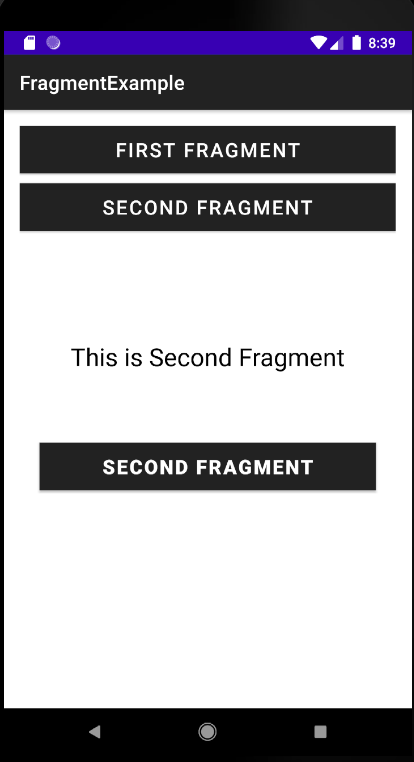 8:39
FragmentExample
FIRST FRAGMENT
SECOND FRAGMENT
This is Second Fragment
SECOND FRAGMENT